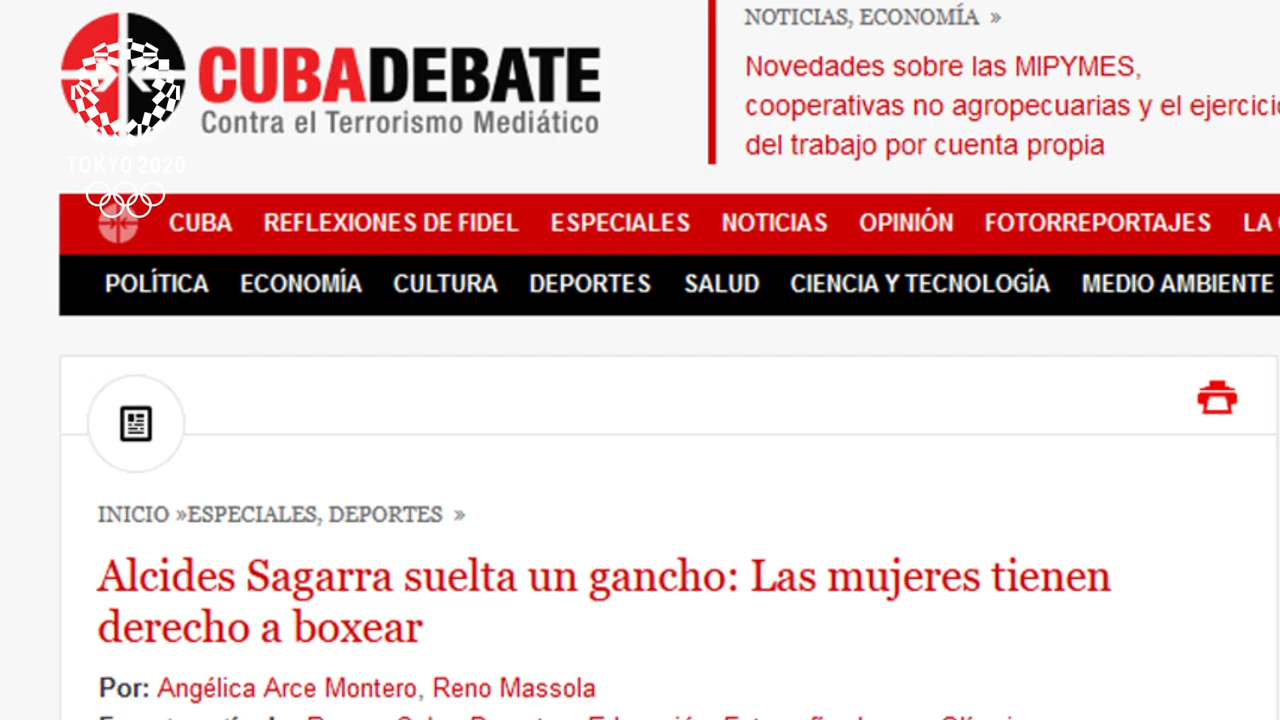 CUBADEBATE
Contra el Terrorismo Mediático
TOKYO 2020
NOTICIAS, ECONOMÍA »
Novedades sobre las MIPYMES,
cooperativas no agropecuarias y el
del trabajo por cuenta propia
CUBA REFLEXIONES DE FIDEL ESPECIALES NOTICIAS OPINIÓN FOTORREPORTAJES LA
POLÍTICA ECONOMÍA CULTURA DEPORTES SALUD CIENCIA Y TECNOLOGÍA MEDIO AMBIENTE
INICIO »ESPECIALES, DEPORTES »
Alcides Sagarra suelta un gancho: Las mujeres tienen
derecho a boxear
Por: Angélica Arce Montero, Reno Massola